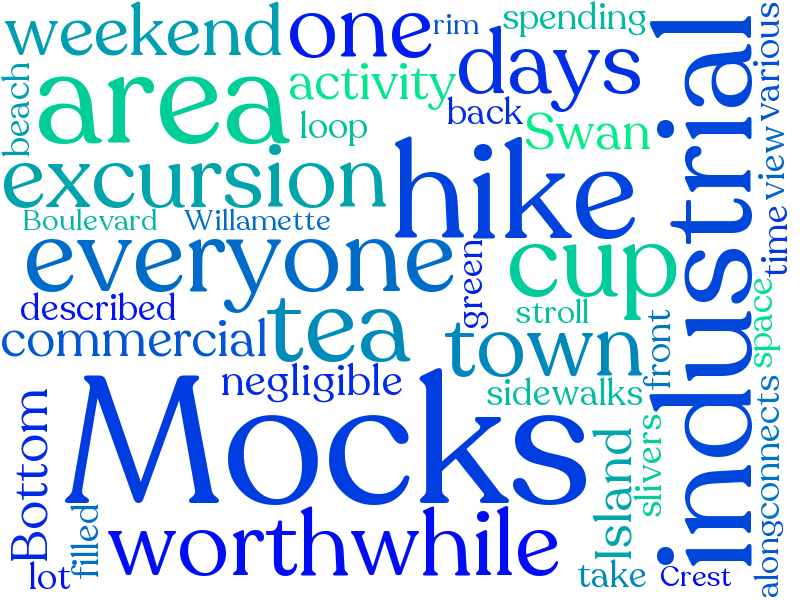 weekend
one
rim
spending
various
industrial
beach
area
activity
days
back
loop
Swan
view
excursion
hike
Boulevard
Willamette
time
everyone
green
cup
space
described
stroll
commercial
tea
town
front
negligible
sidewalks
connects
Mocks
Bottom
slivers
Island
worthwhile
filled
along
lot
take
Crest